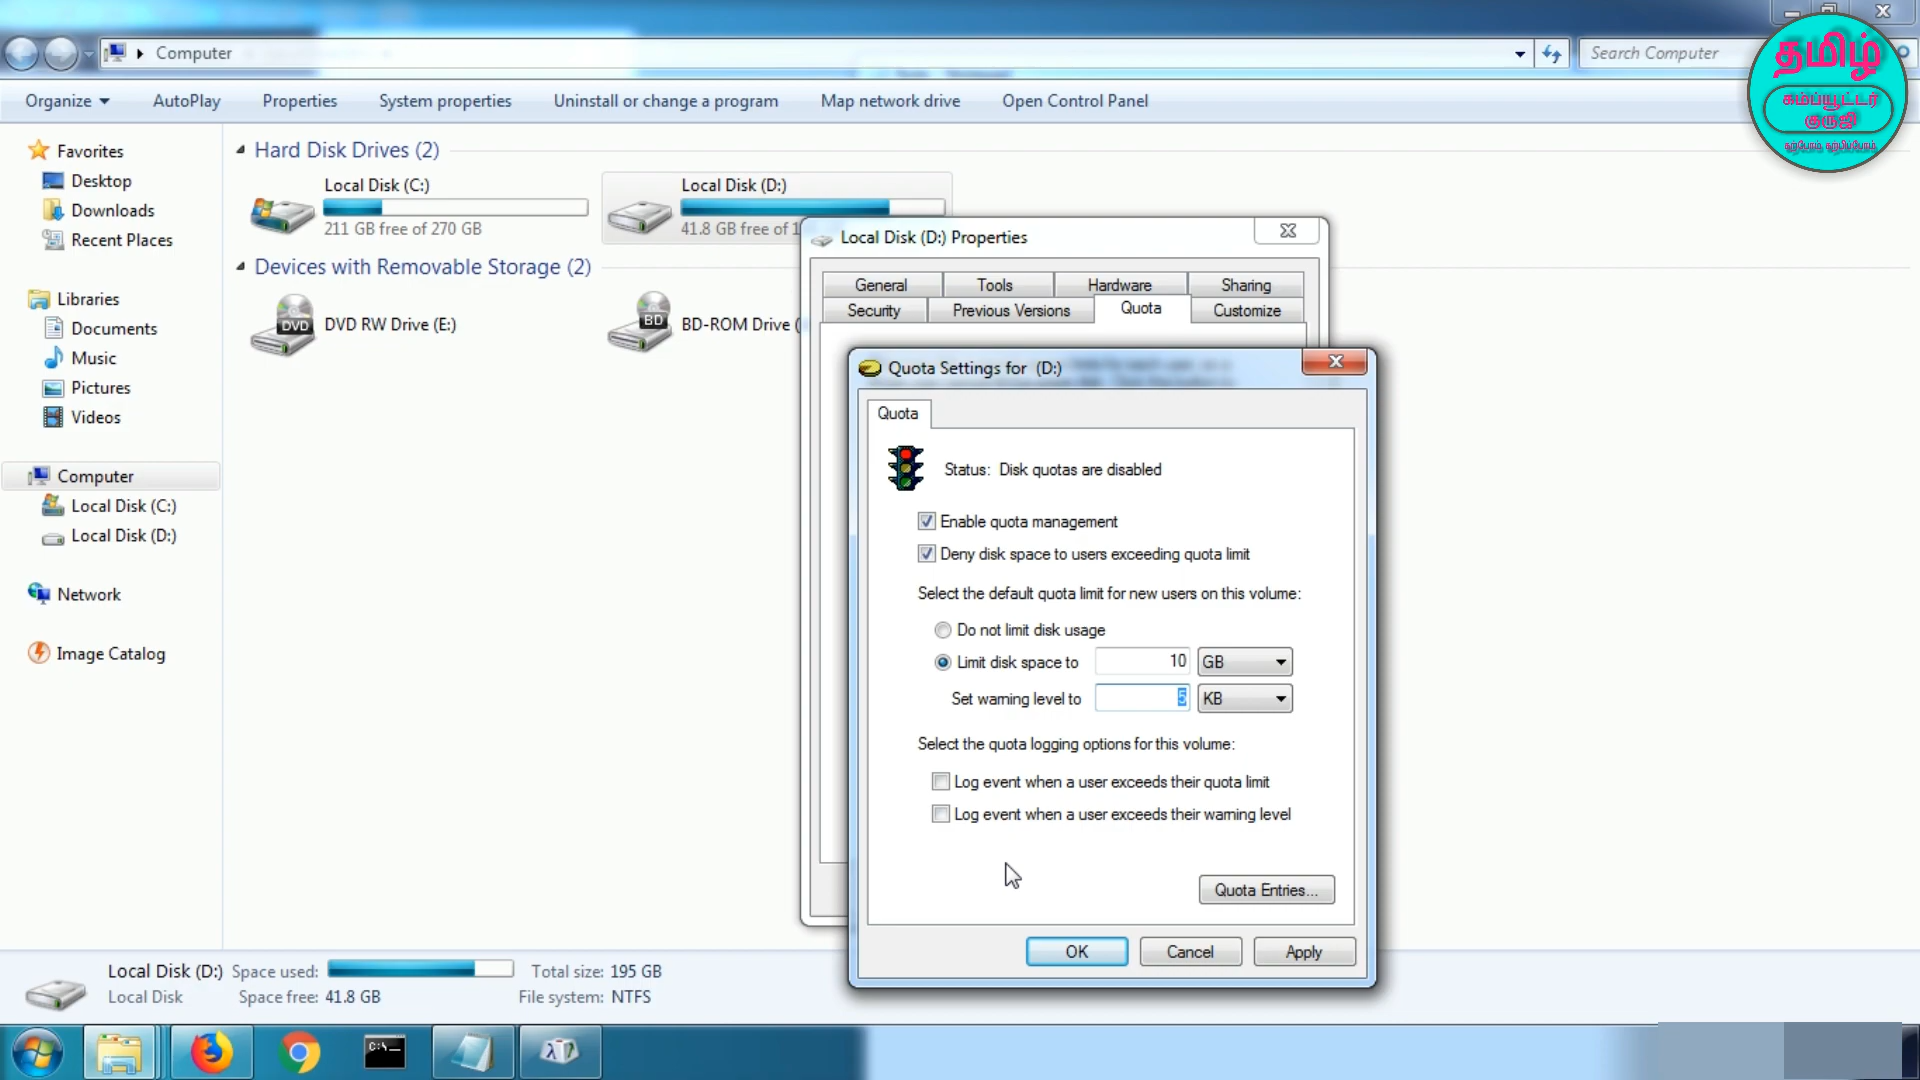 Computer
Search Computer
தமிழ்
கம்ப்யூட்டர்
குருஜி
கற்போம் கற்பிப்போம்
Organize
AutoPlay
Properties
System properties
Uninstall or change a program
Map network drive
Open Control Panel
Favorites
Desktop
Downloads
Recent Places
Libraries
Documents
Music
Pictures
Videos
Computer
Local Disk (C:)
Local Disk (D:)
Network
Image Catalog
Hard Disk Drives (2)
Local Disk (C:)
211 GB free of 270 GB
Local Disk (D:)
41.8 GB free of 1
Devices with Removable Storage (2)
DVD
DVD RW Drive (E:)
BD
BD-ROM Drive (
Local Disk (D:) Properties
General
Tools
Hardware
Sharing
Security
Previous Versions
Quota
Customize
Quota Settings for (D:)
Quota
Status: Disk quotas are disabled
Enable quota management
Deny disk space to users exceeding quota limit
Select the default quota limit for new users on this volume:
Do not limit disk usage
Limit disk space to 10 GB
Set warning level to 5 KB
Select the quota logging options for this volume:
Log event when a user exceeds their quota limit
Log event when a user exceeds their warning level
Quota Entries...
OK
Cancel
Apply
Local Disk (D:) Space used: Total size: 195 GB
Local Disk Space free: 41.8 GB File system: NTFS